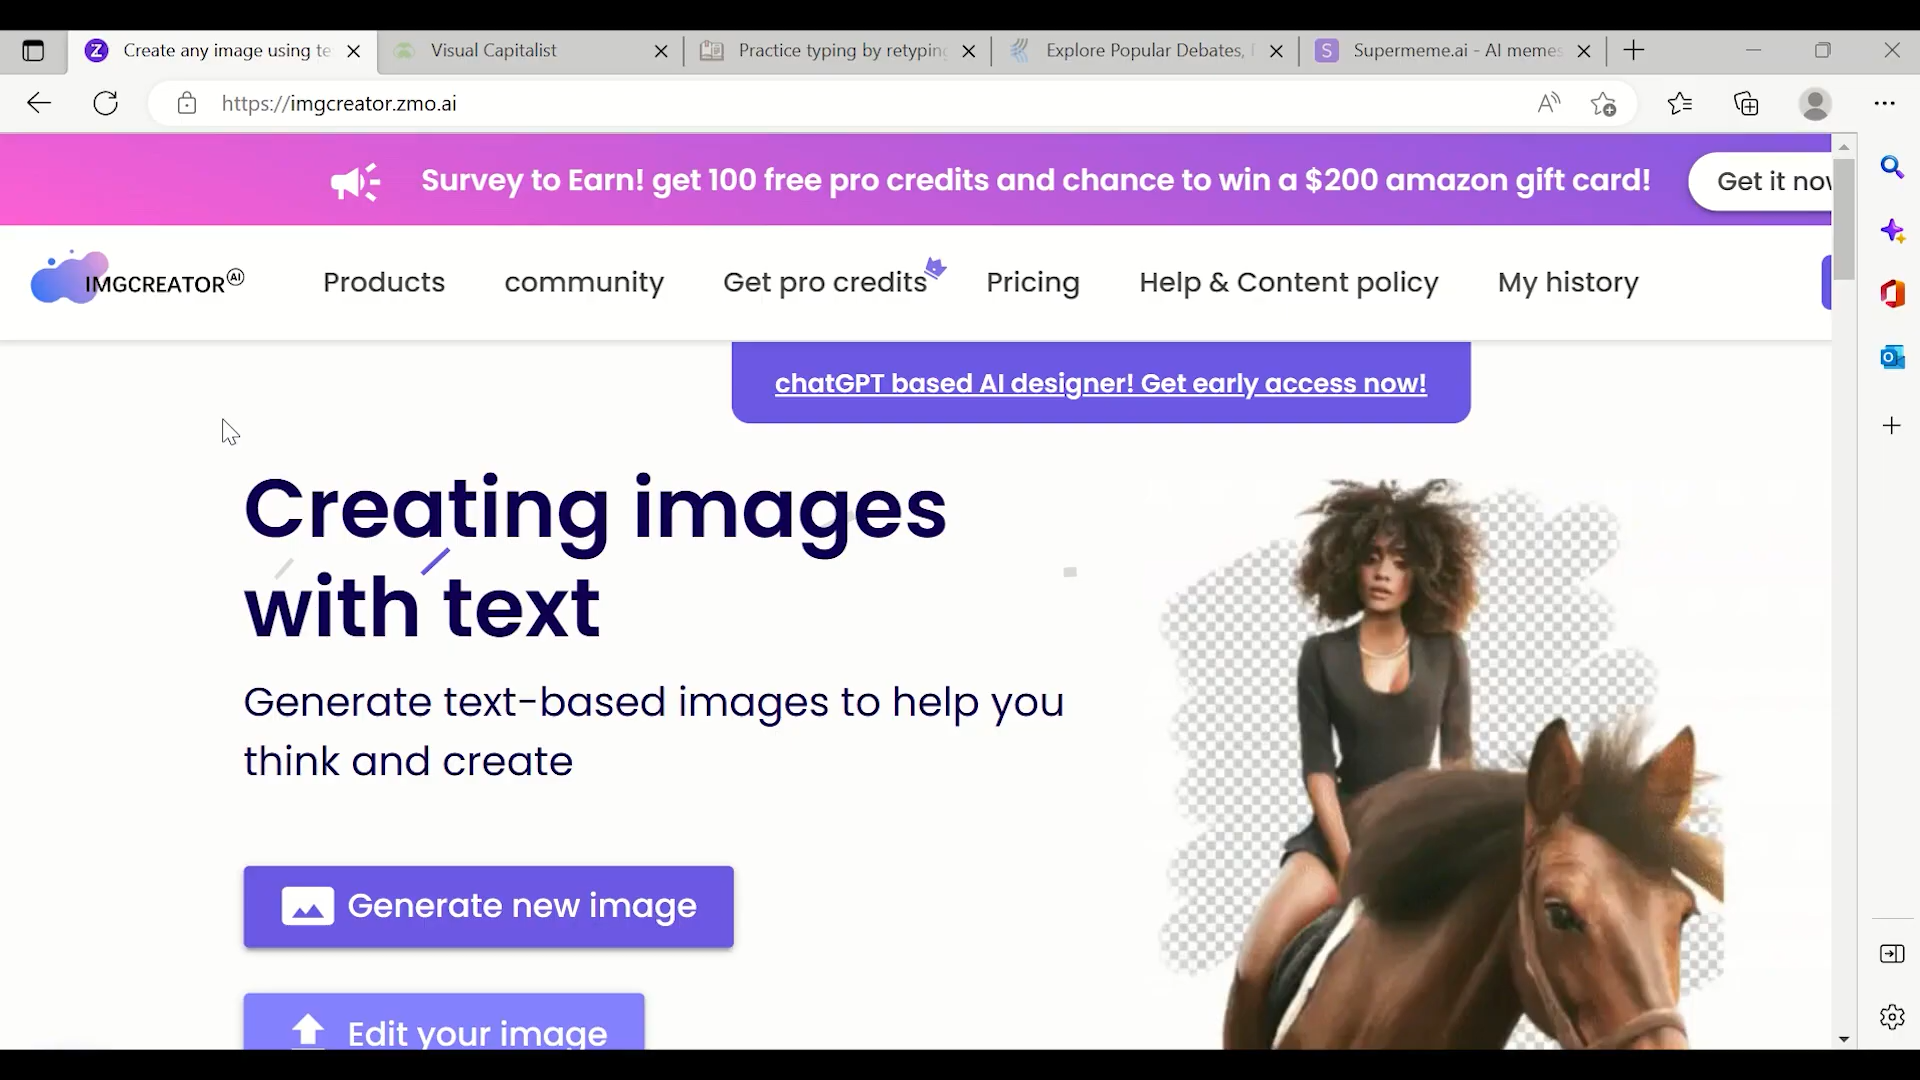 Create any image using te
Visual Capitalist
Practice typing by retyping
Explore Popular Debates,
Supermeme.ai - AI memes
https://imgcreator.zmo.ai
Survey to Earn! get 100 free pro credits and chance to win a $200 amazon gift card!
Get it nov
IMGCREATOR AI
Products
community
Get pro credits
Pricing
Help & Content policy
My history
chatGPT based AI designer! Get early access now!
Creating images
with text
Generate text-based images to help you
think and create
Generate new image
Edit your image